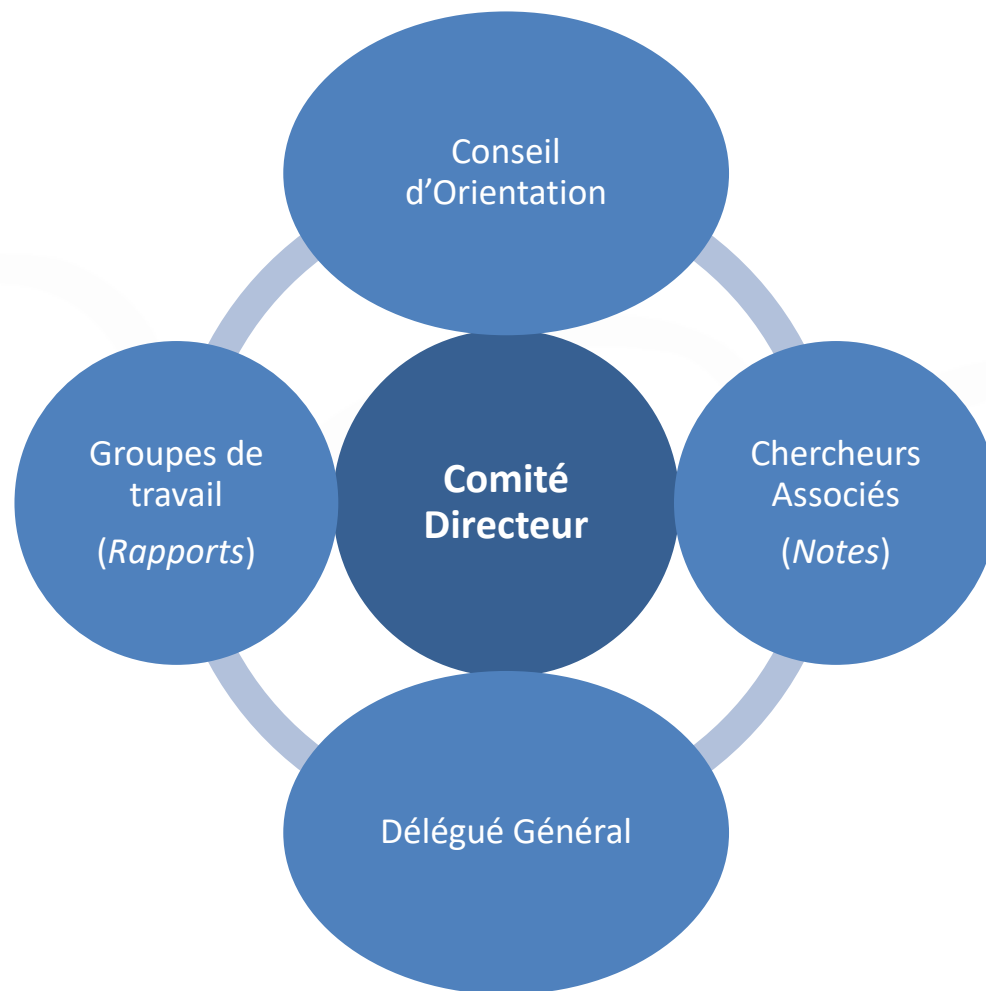 Conseil
d’Orientation
Groupes de
travail
(Rapports)
Comité
Directeur
Chercheurs
Associés
(Notes)
Délégué Général